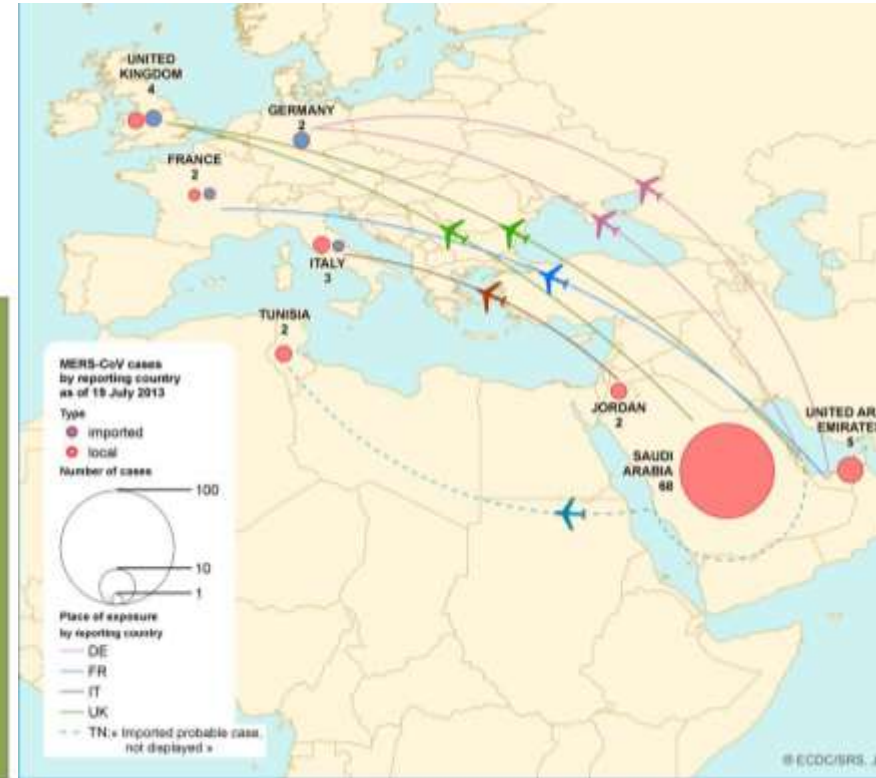 UNITED
KINGDOM
4
GERMANY
2
FRANCE
2
ITALY
3
TUNISIA
2
JORDAN
2
SAUDI
ARABIA
68
UNITED AR
EMIRATES
5
MERS-CoV cases
by reporting country
as of 19 July 2013
Type
imported
local
Number of cases
100
10
1
Place of exposure
by reporting country
DE
FR
IT
UK
TN:« Imported probable case,
not displayed »
© ECDC/SRS, J